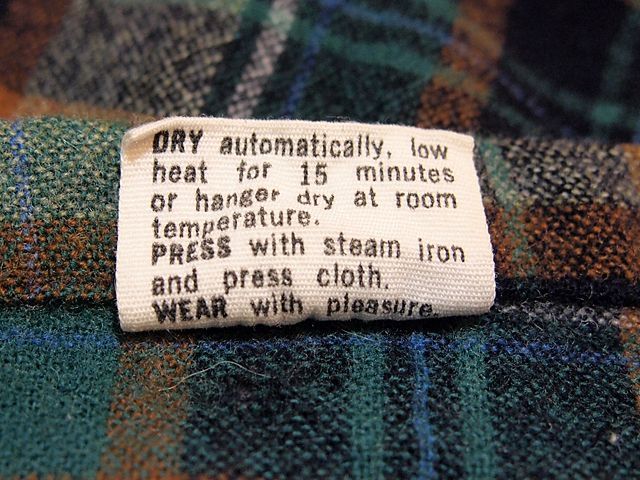 DRY automatically, low
heat for 15 minutes
or hanger dry at room
temperature.
PRESS with steam iron
and press cloth.
WEAR with pleasure.